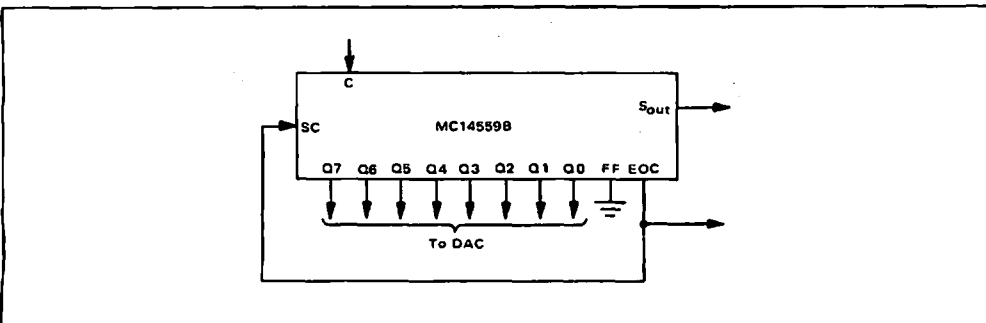 C
Sout
SC
MC14559B
Q7 Q6 Q5 Q4 Q3 Q2 Q1 Q0 FF EOC
To DAC